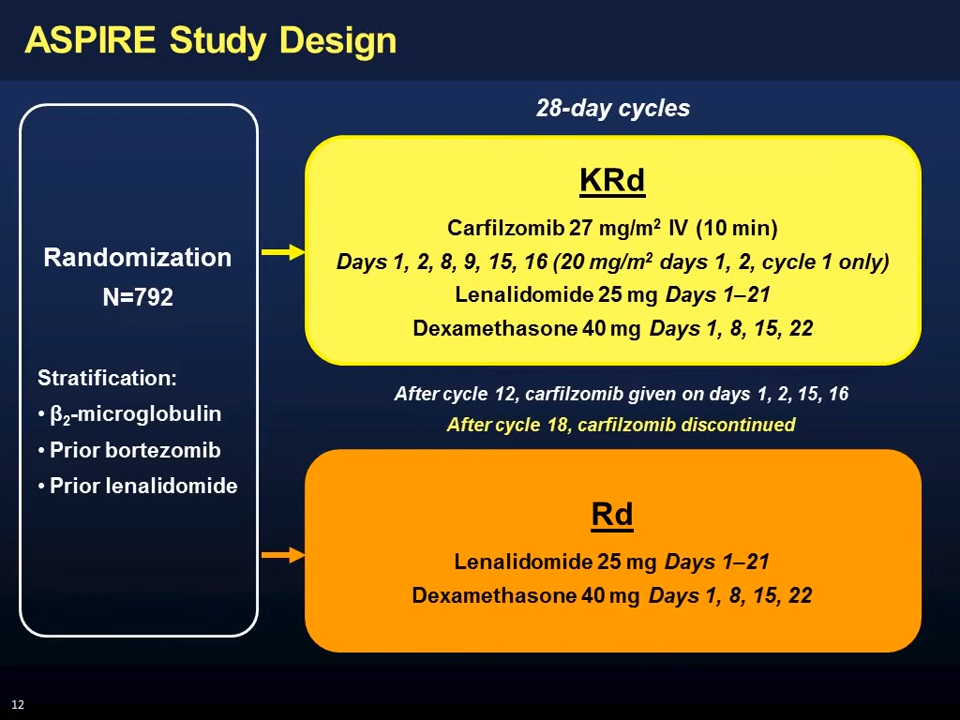 ASPIRE Study Design
28-day cycles
Randomization
N=792
Stratification:
• β₂-microglobulin
• Prior bortezomib
• Prior lenalidomide
KRd
Carfilzomib 27 mg/m² IV (10 min)
Days 1, 2, 8, 9, 15, 16 (20 mg/m² days 1, 2, cycle 1 only)
Lenalidomide 25 mg Days 1–21
Dexamethasone 40 mg Days 1, 8, 15, 22
After cycle 12, carfilzomib given on days 1, 2, 15, 16
After cycle 18, carfilzomib discontinued
Rd
Lenalidomide 25 mg Days 1–21
Dexamethasone 40 mg Days 1, 8, 15, 22
12